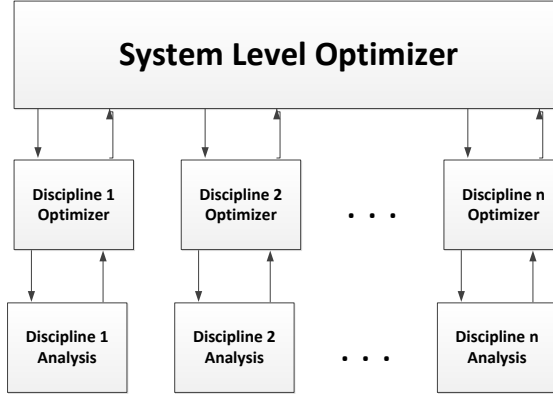 System Level Optimizer
Discipline 1
Optimizer
Discipline 2
Optimizer
. . .
Discipline n
Optimizer
Discipline 1
Analysis
Discipline 2
Analysis
. . .
Discipline n
Analysis